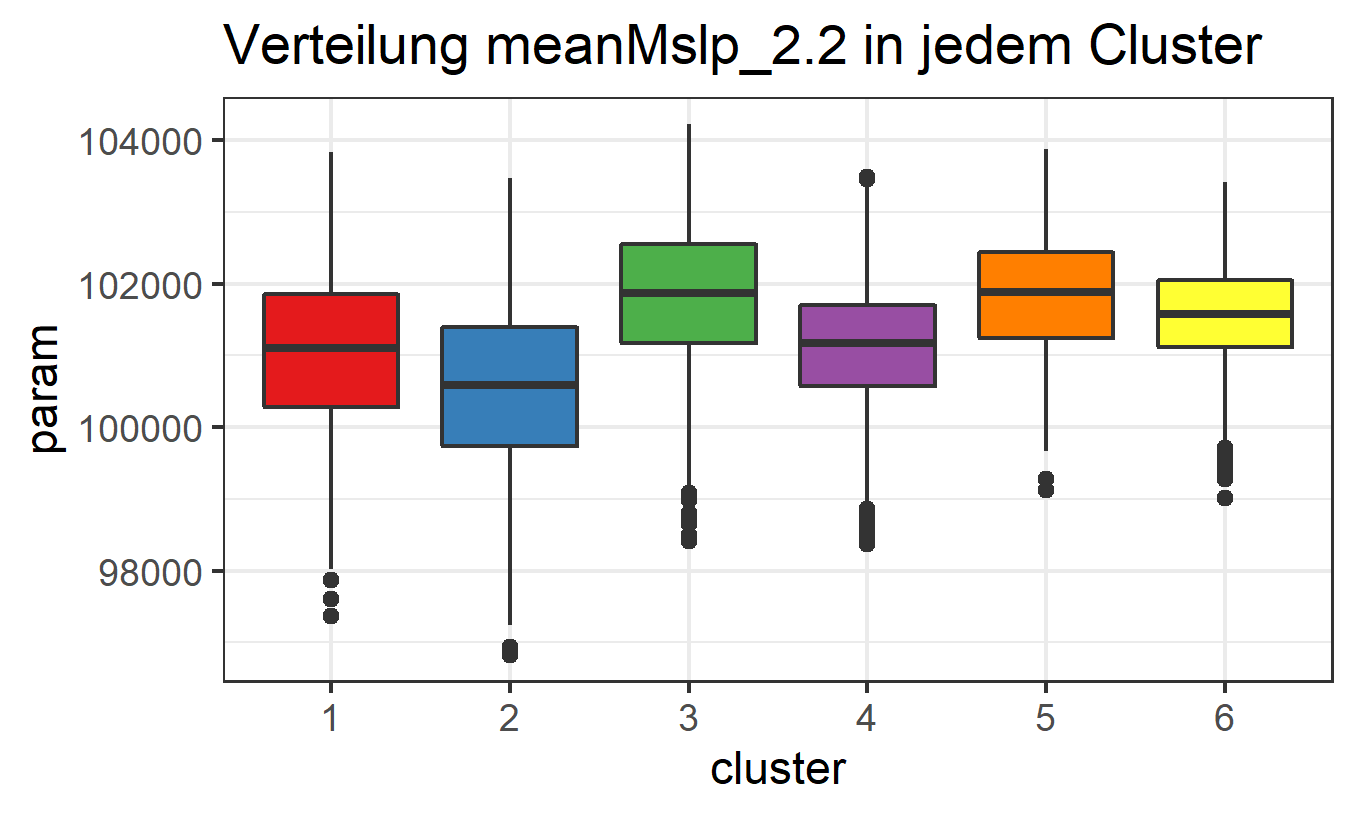 Verteilung meanMslp_2.2 in jedem Cluster
104000
102000
100000
98000
param
1 2 3 4 5 6
cluster